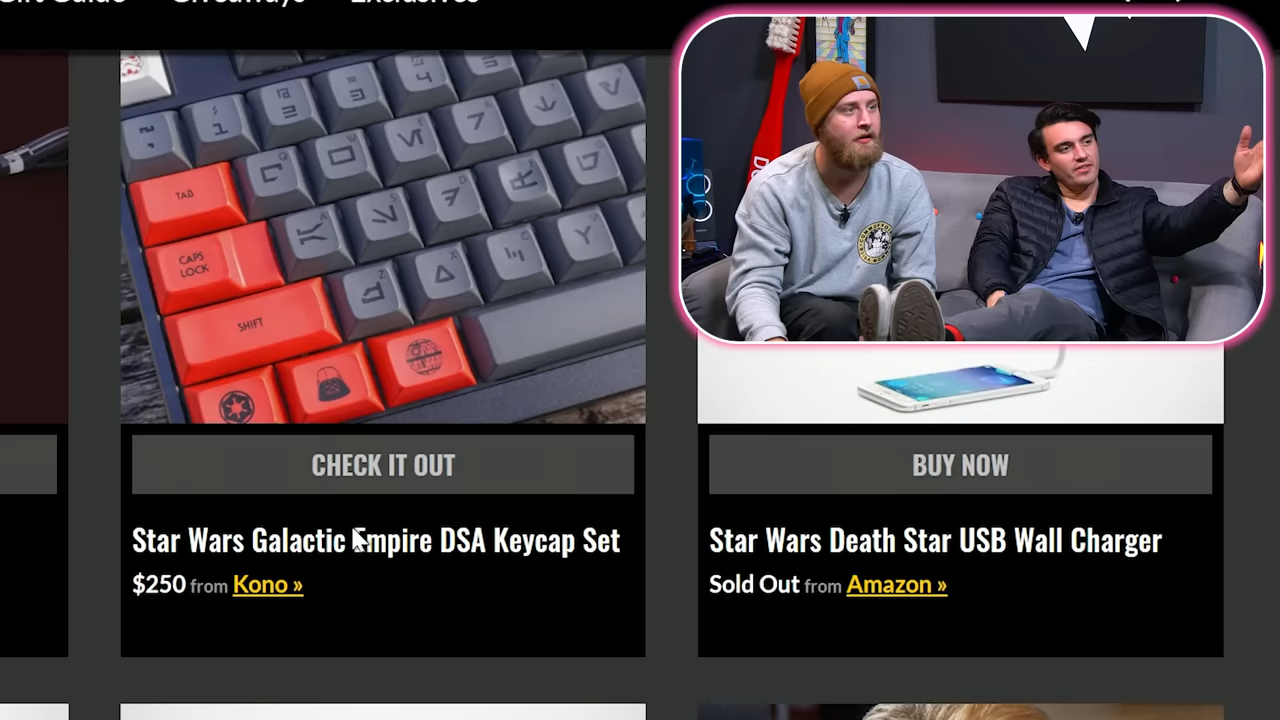 Gift Guide Giveaways Exclusives
TAB
CAPS
LOCK
SHIFT
CHECK IT OUT
BUY NOW
Star Wars Galactic Empire DSA Keycap Set
$250 from Kono »
Star Wars Death Star USB Wall Charger
Sold Out from Amazon »